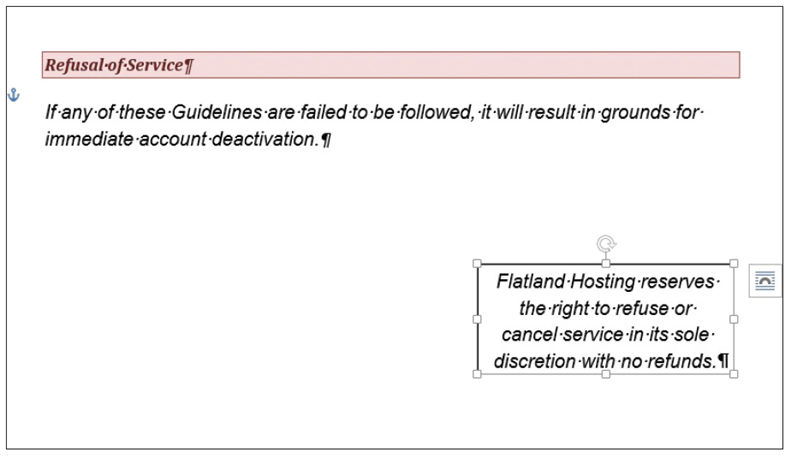 Refusal·of·Service¶
If·any·of·these·Guidelines·are·failed·to·be·followed,·it·will·result·in·grounds·for·
immediate·account·deactivation.¶
Flatland·Hosting·reserves·
the·right·to·refuse·or·
cancel·service·in·its·sole·
discretion·with·no·refunds.¶